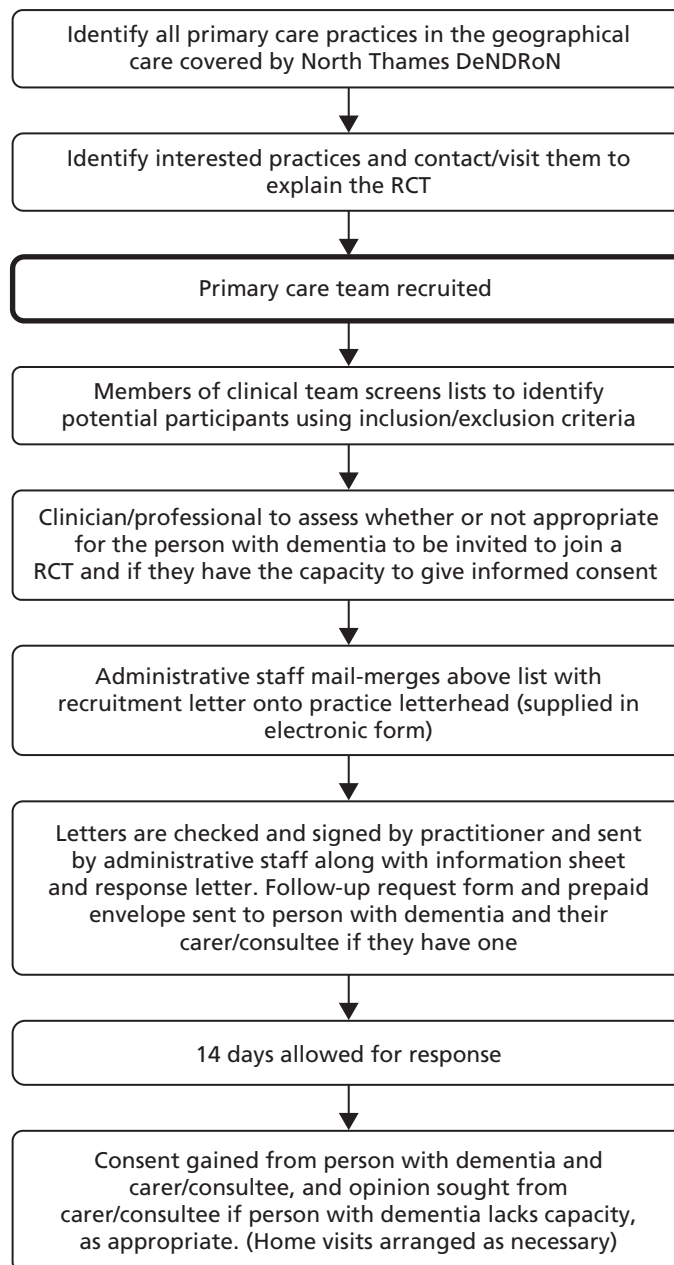 Identify all primary care practices in the geographical
care covered by North Thames DeNDRoN
Identify interested practices and contact/visit them to
explain the RCT
Primary care team recruited
Members of clinical team screens lists to identify
potential participants using inclusion/exclusion criteria
Clinician/professional to assess whether or not appropriate
for the person with dementia to be invited to join a
RCT and if they have the capacity to give informed consent
Administrative staff mail-merges above list with
recruitment letter onto practice letterhead (supplied in
electronic form)
Letters are checked and signed by practitioner and sent
by administrative staff along with information sheet
and response letter. Follow-up request form and prepaid
envelope sent to person with dementia and their
carer/consultee if they have one
14 days allowed for response
Consent gained from person with dementia and
carer/consultee, and opinion sought from
carer/consultee if person with dementia lacks capacity,
as appropriate. (Home visits arranged as necessary)